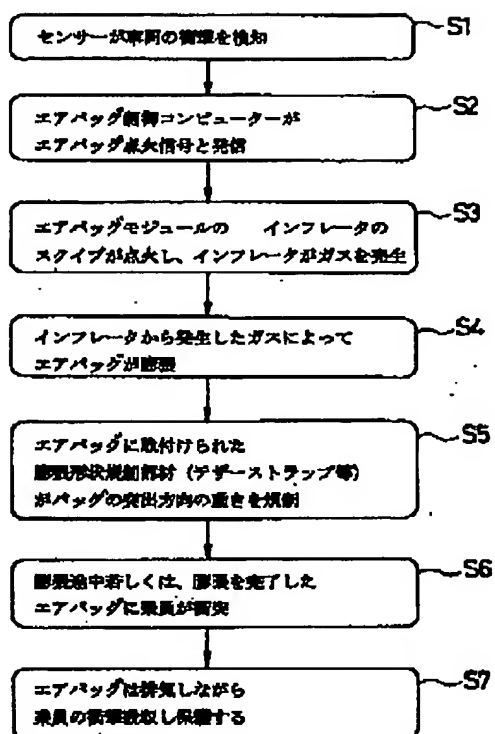 センサーが車両の衝撃を検知
S1
エアバッグ制御コンピューターが
エアバッグ点火信号と発信
S2
エアバッグモジュールの インフレータの
スクイブが点火し、インフレータがガスを発生
S3
インフレータから発生したガスによって
エアバッグが膨張
S4
エアバッグに取付けられた
膨張形状規制部材（テザーストラップ等）
がバッグの突出方向の動きを規制
S5
膨張途中若しくは、膨張を完了した
エアバッグに乗員が衝突
S6
エアバッグは排気しながら
乗員の衝撃吸収し保護する
S7